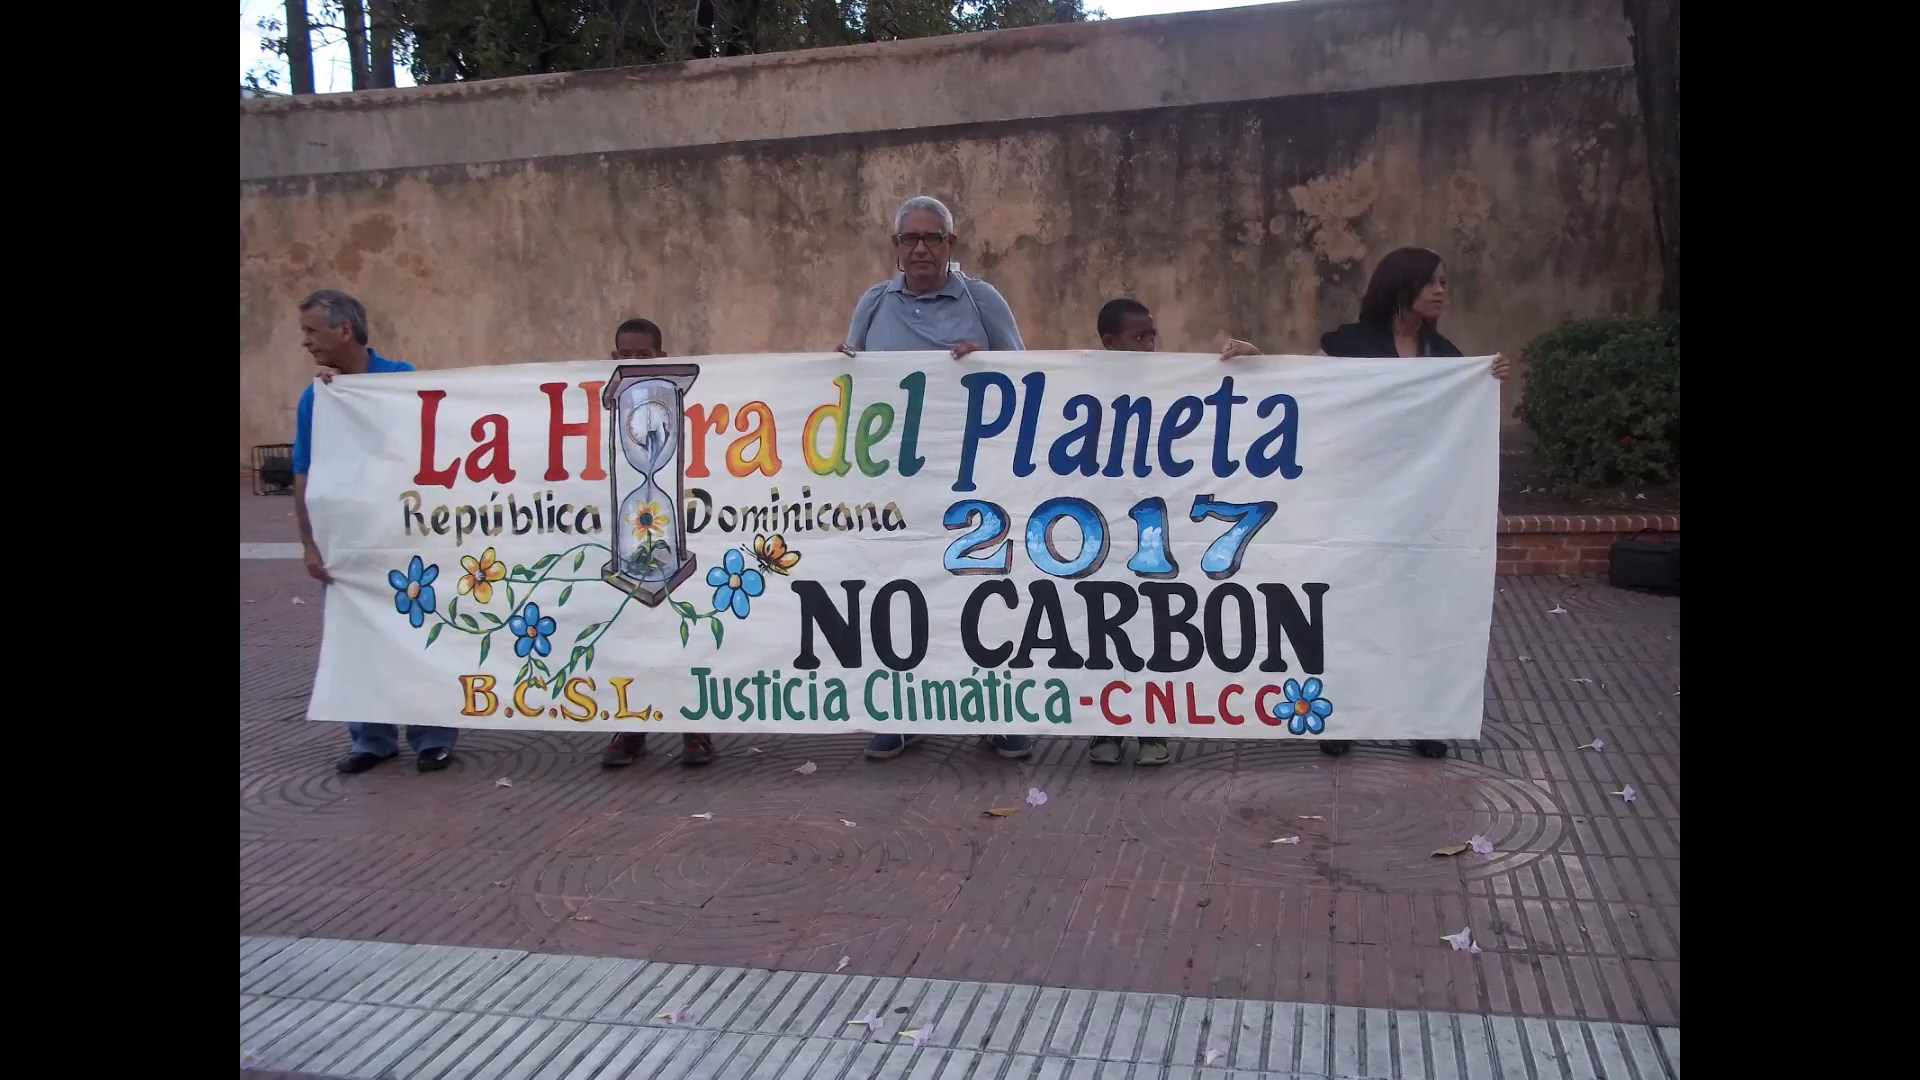 La Hora del Planeta
República Dominicana
2017
NO CARBON
B.C.S.L. Justicia Climática - CNLCC